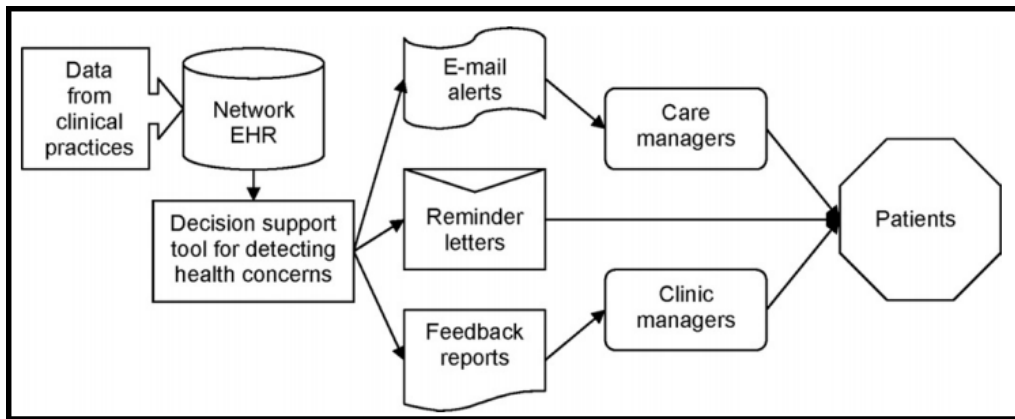 Data
from
clinical
practices
Network
EHR
Decision support
tool for detecting
health concerns
E-mail
alerts
Reminder
letters
Feedback
reports
Care
managers
Clinic
managers
Patients